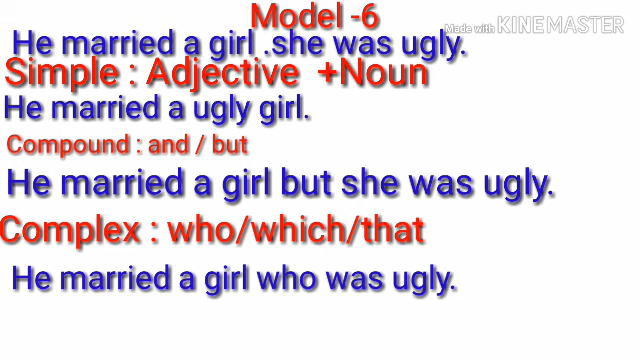 Model -6
Made with KINEMASTER
He married a girl .she was ugly.
Simple : Adjective +Noun
He married a ugly girl.
Compound : and / but
He married a girl but she was ugly.
Complex : who/which/that
He married a girl who was ugly.